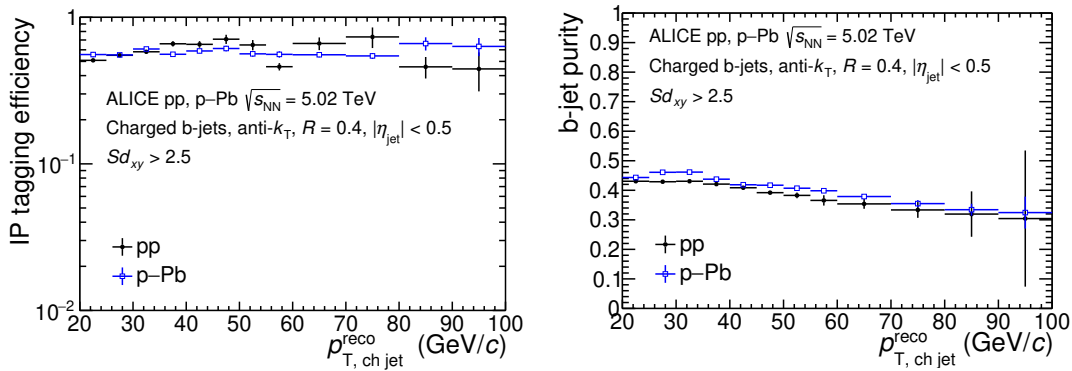 IP tagging efficiency
1
10⁻¹
10⁻²
ALICE pp, p–Pb √s_NN = 5.02 TeV
Charged b-jets, anti-k_T, R = 0.4, |η_jet| < 0.5
Sd_xy > 2.5
pp
p–Pb
20 30 40 50 60 70 80 90 100
p_T, ch jet^reco (GeV/c)
b-jet purity
1
0.9
0.8
0.7
0.6
0.5
0.4
0.3
0.2
0.1
0
ALICE pp, p–Pb √s_NN = 5.02 TeV
Charged b-jets, anti-k_T, R = 0.4, |η_jet| < 0.5
Sd_xy > 2.5
pp
p–Pb
20 30 40 50 60 70 80 90 100
p_T, ch jet^reco (GeV/c)